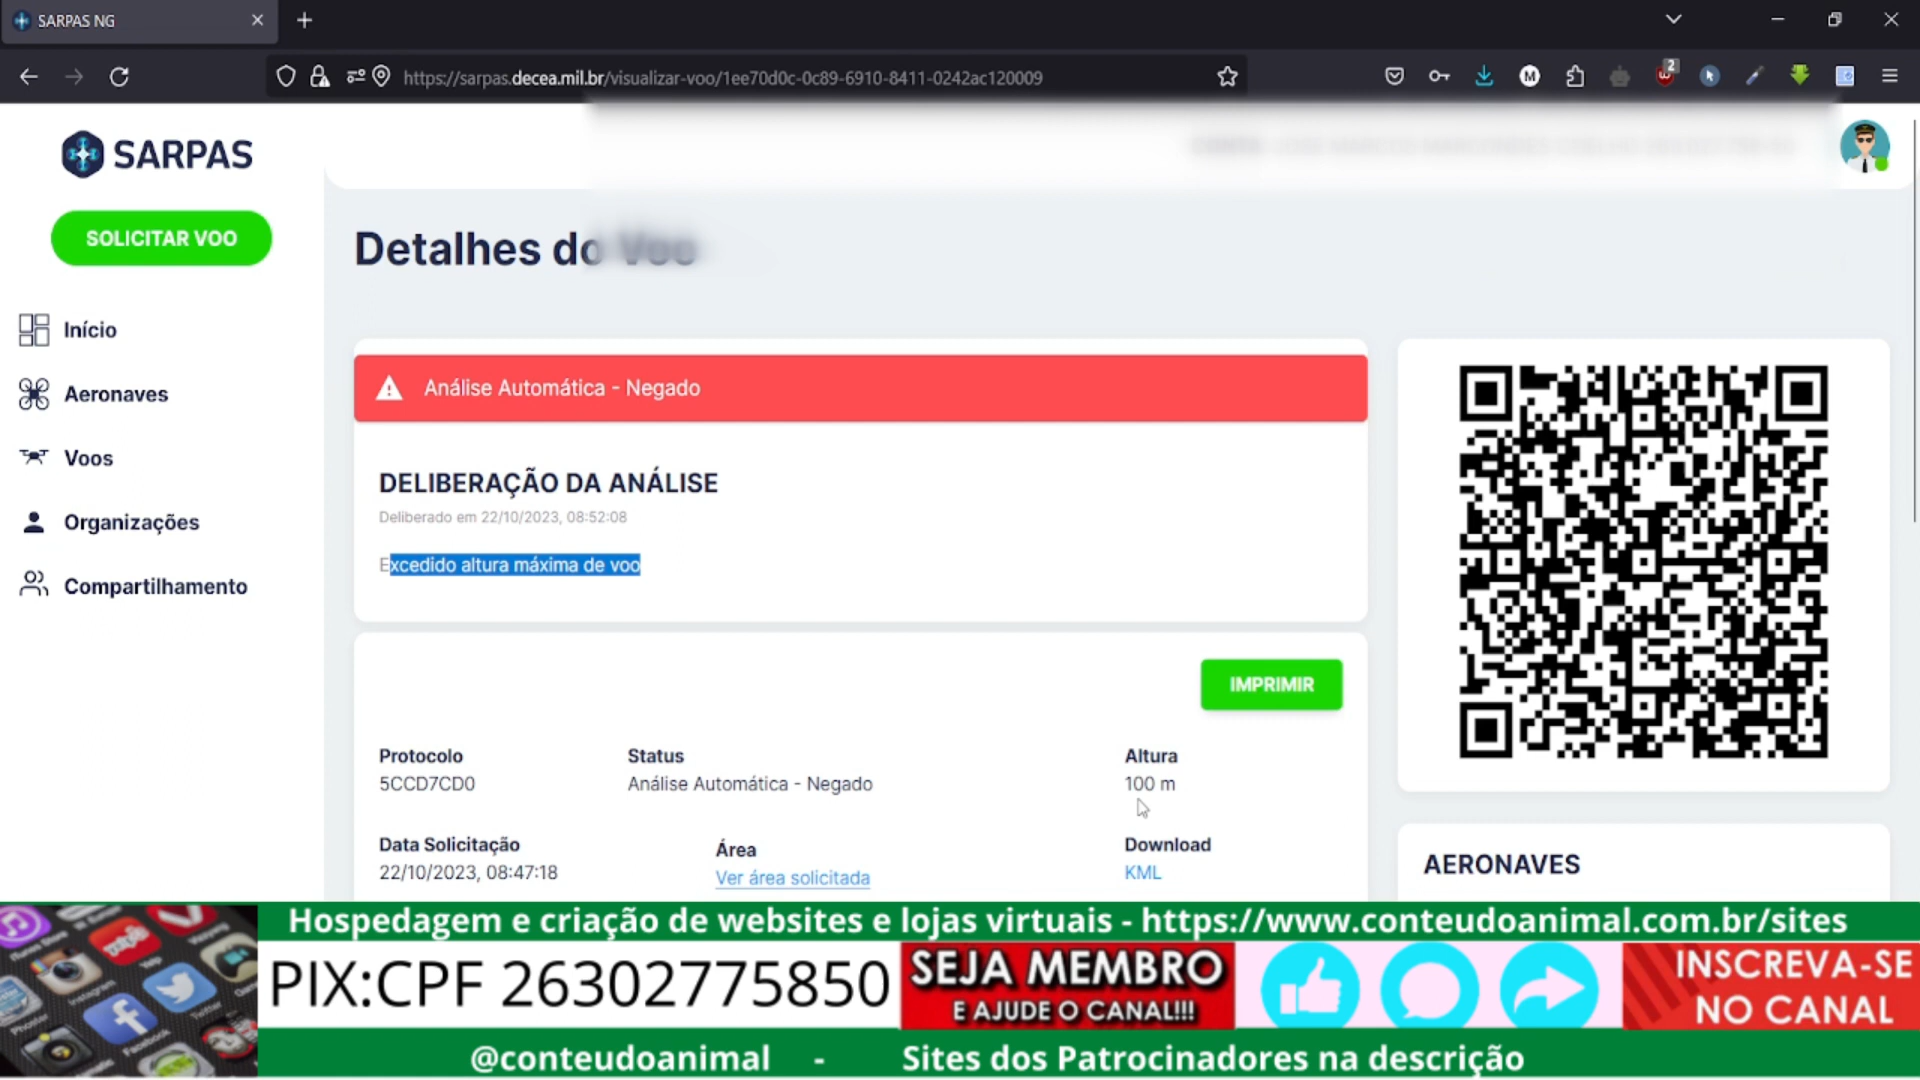 SARPAS NG
https://sarpas.decea.mil.br/visualizar-voo/1ee70d0c-0c89-6910-8411-0242ac120009
2
SARPAS
SOLICITAR VOO
Início
Aeronaves
Voos
Organizações
Compartilhamento
Detalhes do Voo
Análise Automática - Negado
DELIBERAÇÃO DA ANÁLISE
Deliberado em 22/10/2023, 08:52:08
Excedido altura máxima de voo
IMPRIMIR
Protocolo
5CCD7CD0
Status
Análise Automática - Negado
Altura
100 m
Data Solicitação
22/10/2023, 08:47:18
Área
Ver área solicitada
Download
KML
AERONAVES
Hospedagem e criação de websites e lojas virtuais - https://www.conteudoanimal.com.br/sites
PIX:CPF 26302775850
SEJA MEMBRO
E AJUDE O CANAL!!!
INSCREVA-SE
NO CANAL
@conteudoanimal - Sites dos Patrocinadores na descrição